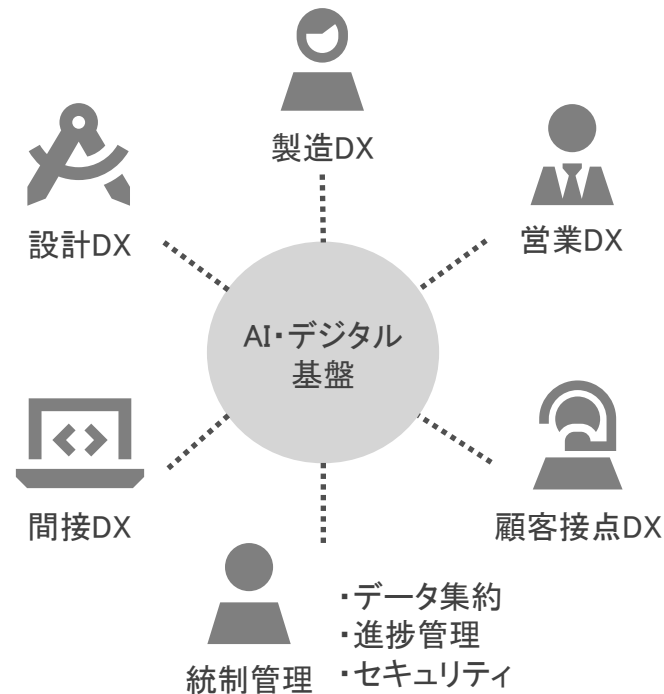 製造DX
設計DX
営業DX
AI・デジタル
基盤
間接DX
顧客接点DX
統制管理
・データ集約
・進捗管理
・セキュリティ